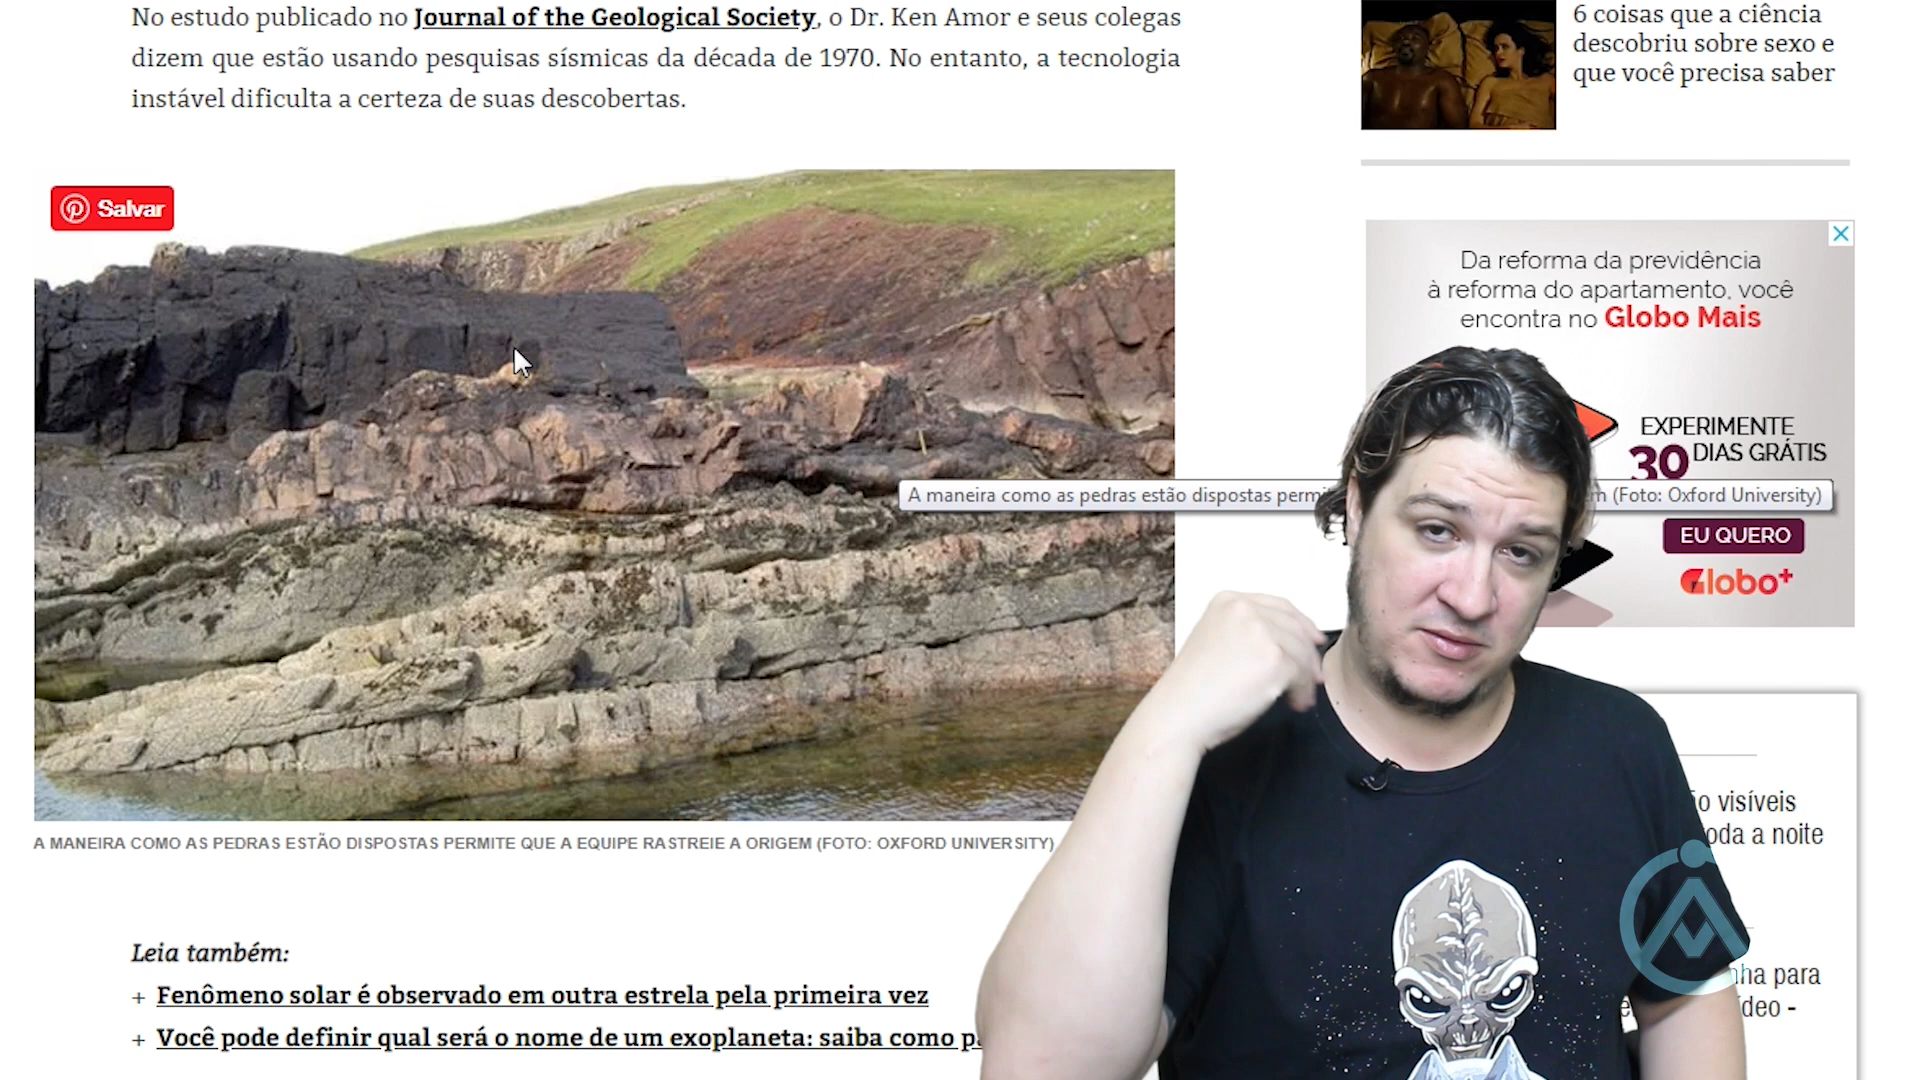 No estudo publicado no Journal of the Geological Society, o Dr. Ken Amor e seus colegas
dizem que estão usando pesquisas sísmicas da década de 1970. No entanto, a tecnologia
instável dificulta a certeza de suas descobertas.
Salvar
A maneira como as pedras estão dispostas
(Foto: Oxford University)
A MANEIRA COMO AS PEDRAS ESTÃO DISPOSTAS PERMITE QUE A EQUIPE RASTREIE A ORIGEM (FOTO: OXFORD UNIVERSITY)
Leia também:
+ Fenômeno solar é observado em outra estrela pela primeira vez
+ Você pode definir qual será o nome de um exoplaneta: saiba como
6 coisas que a ciência
descobriu sobre sexo e
que você precisa saber
Da reforma da previdência
à reforma do apartamento, você
encontra no Globo Mais
EXPERIMENTE
30 DIAS GRÁTIS
EU QUERO
Globo+
visíveis
a noite
para